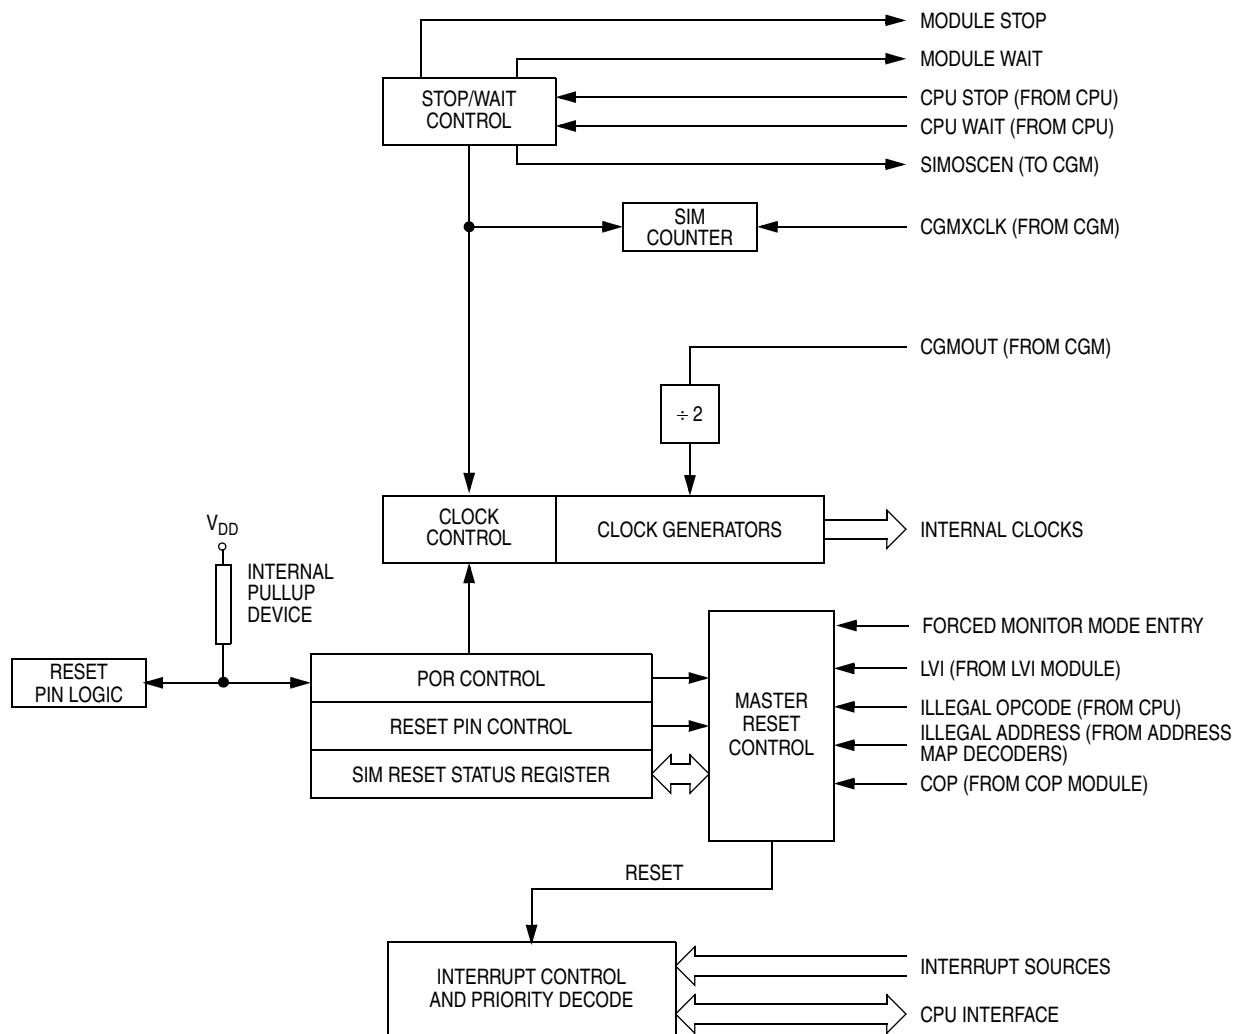 MODULE STOP
MODULE WAIT
STOP/WAIT
CONTROL
CPU STOP (FROM CPU)
CPU WAIT (FROM CPU)
SIMOSCEN (TO CGM)
SIM
COUNTER
CGMXCLK (FROM CGM)
CGMOUT (FROM CGM)
÷ 2
CLOCK
CONTROL
CLOCK GENERATORS
INTERNAL CLOCKS
VDD
INTERNAL
PULLUP
DEVICE
RESET
PIN LOGIC
POR CONTROL
RESET PIN CONTROL
SIM RESET STATUS REGISTER
MASTER
RESET
CONTROL
FORCED MONITOR MODE ENTRY
LVI (FROM LVI MODULE)
ILLEGAL OPCODE (FROM CPU)
ILLEGAL ADDRESS (FROM ADDRESS
MAP DECODERS)
COP (FROM COP MODULE)
RESET
INTERRUPT CONTROL
AND PRIORITY DECODE
INTERRUPT SOURCES
CPU INTERFACE